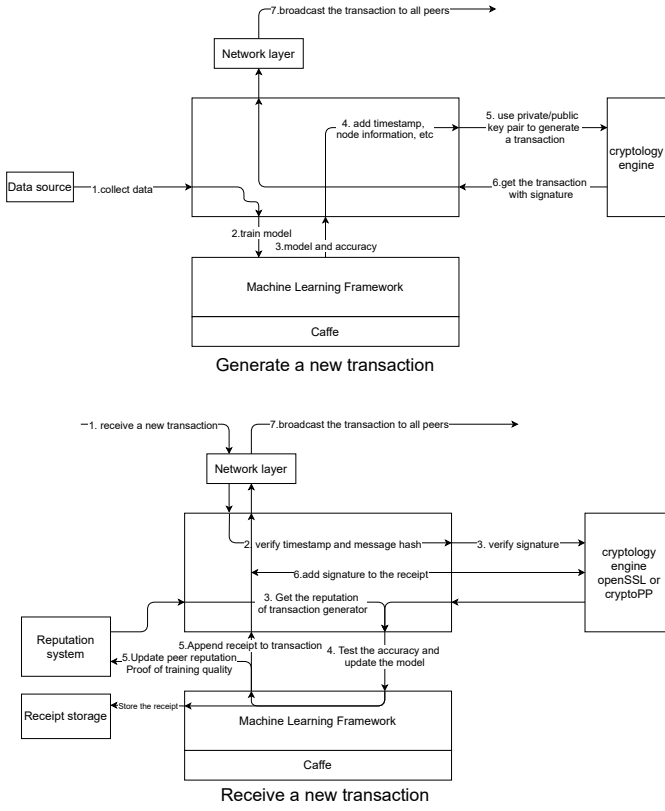 7.broadcast the transaction to all peers
Network layer
4. add timestamp,
node information, etc
5. use private/public
key pair to generate
a transaction
cryptology
engine
Data source
1.collect data
6.get the transaction
with signature
2.train model
3.model and accuracy
Machine Learning Framework
Caffe
Generate a new transaction
1. receive a new transaction
7.broadcast the transaction to all peers
Network layer
2. verify timestamp and message hash
3. verify signature
cryptology
engine
openSSL or
cryptoPP
6.add signature to the receipt
3. Get the reputation
of transaction generator
Reputation
system
5.Append receipt to transaction
5.Update peer reputation
Proof of training quality
4. Test the accuracy and
update the model
Receipt storage
Store the receipt
Machine Learning Framework
Caffe
Receive a new transaction